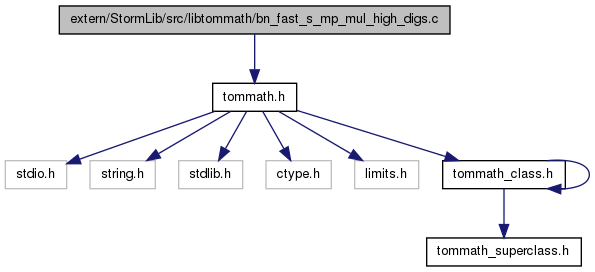 extern/StormLib/src/libtommath/bn_fast_s_mp_mul_high_digs.c
tommath.h
stdio.h
string.h
stdlib.h
ctype.h
limits.h
tommath_class.h
tommath_superclass.h